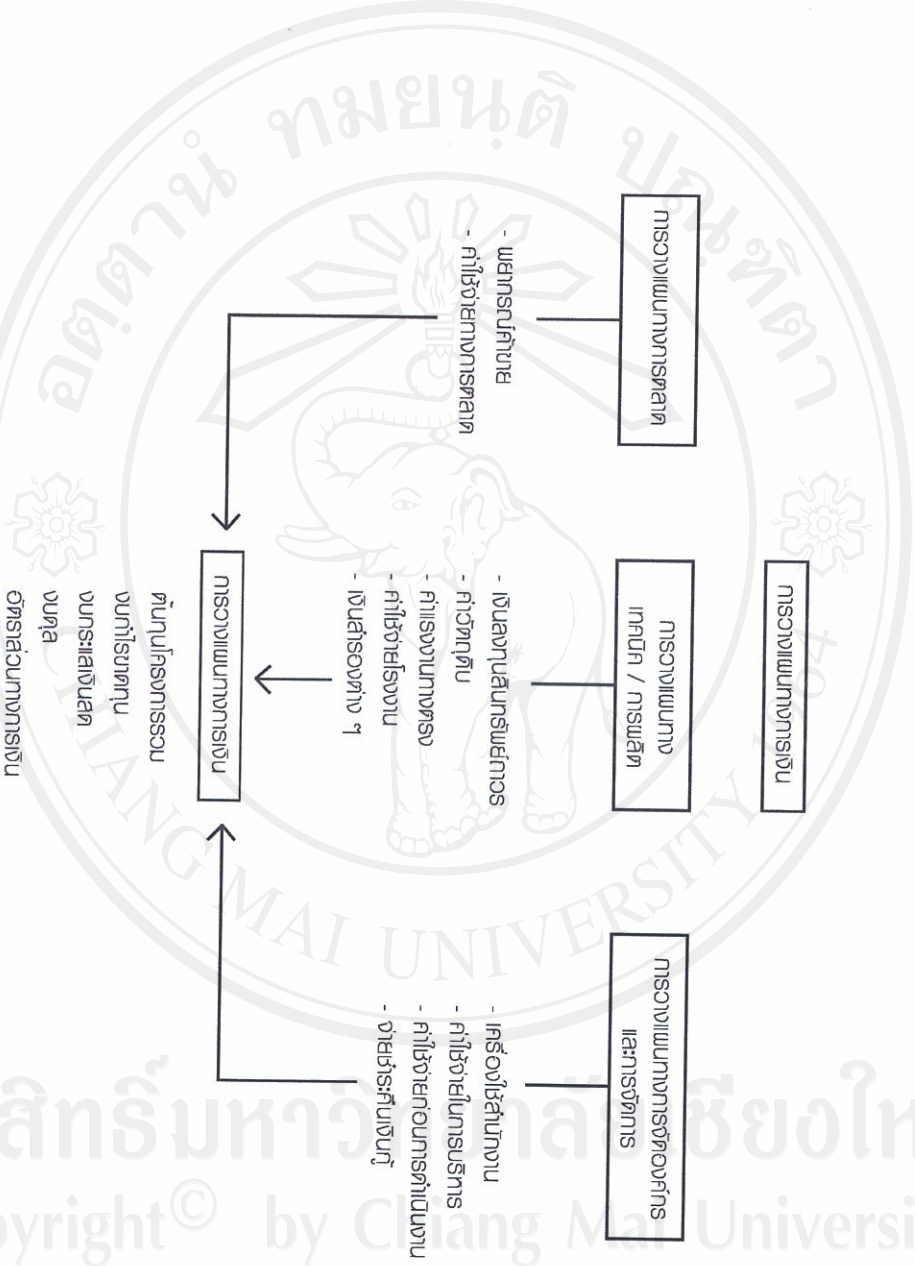 การวางแผนทางการเงิน
การวางแผนทางการตลาด
- พยากรณ์ค่าขาย
- ค่าใช้จ่ายทางการตลาด
การวางแผนทาง
เทคนิค / การผลิต
- เงินลงทุนสินทรัพย์ถาวร
- ค่าวัตถุดิบ
- ค่าแรงงานทางตรง
- ค่าใช้จ่ายโรงงาน
- เงินสำรองต่าง ๆ
การวางแผนทางการจัดองค์กร
และการจัดการ
- เครื่องใช้สำนักงาน
- ค่าใช้จ่ายในการบริหาร
- ค่าใช้จ่ายก่อนการดำเนินงาน
- จ่ายชำระคืนเงินกู้
การวางแผนทางการเงิน
ต้นทุนโครงการรวม
งบกำไรขาดทุน
งบกระแสเงินสด
งบดุล
อัตราส่วนทางการเงิน
อตฺตานํ ทมยนฺติ ปณฺฑิตา
CHIANG MAI UNIVERSITY 1964
สิทธิ์มหาวิทยาลัยเชียงให
pyright© by Chiang Mai Universi